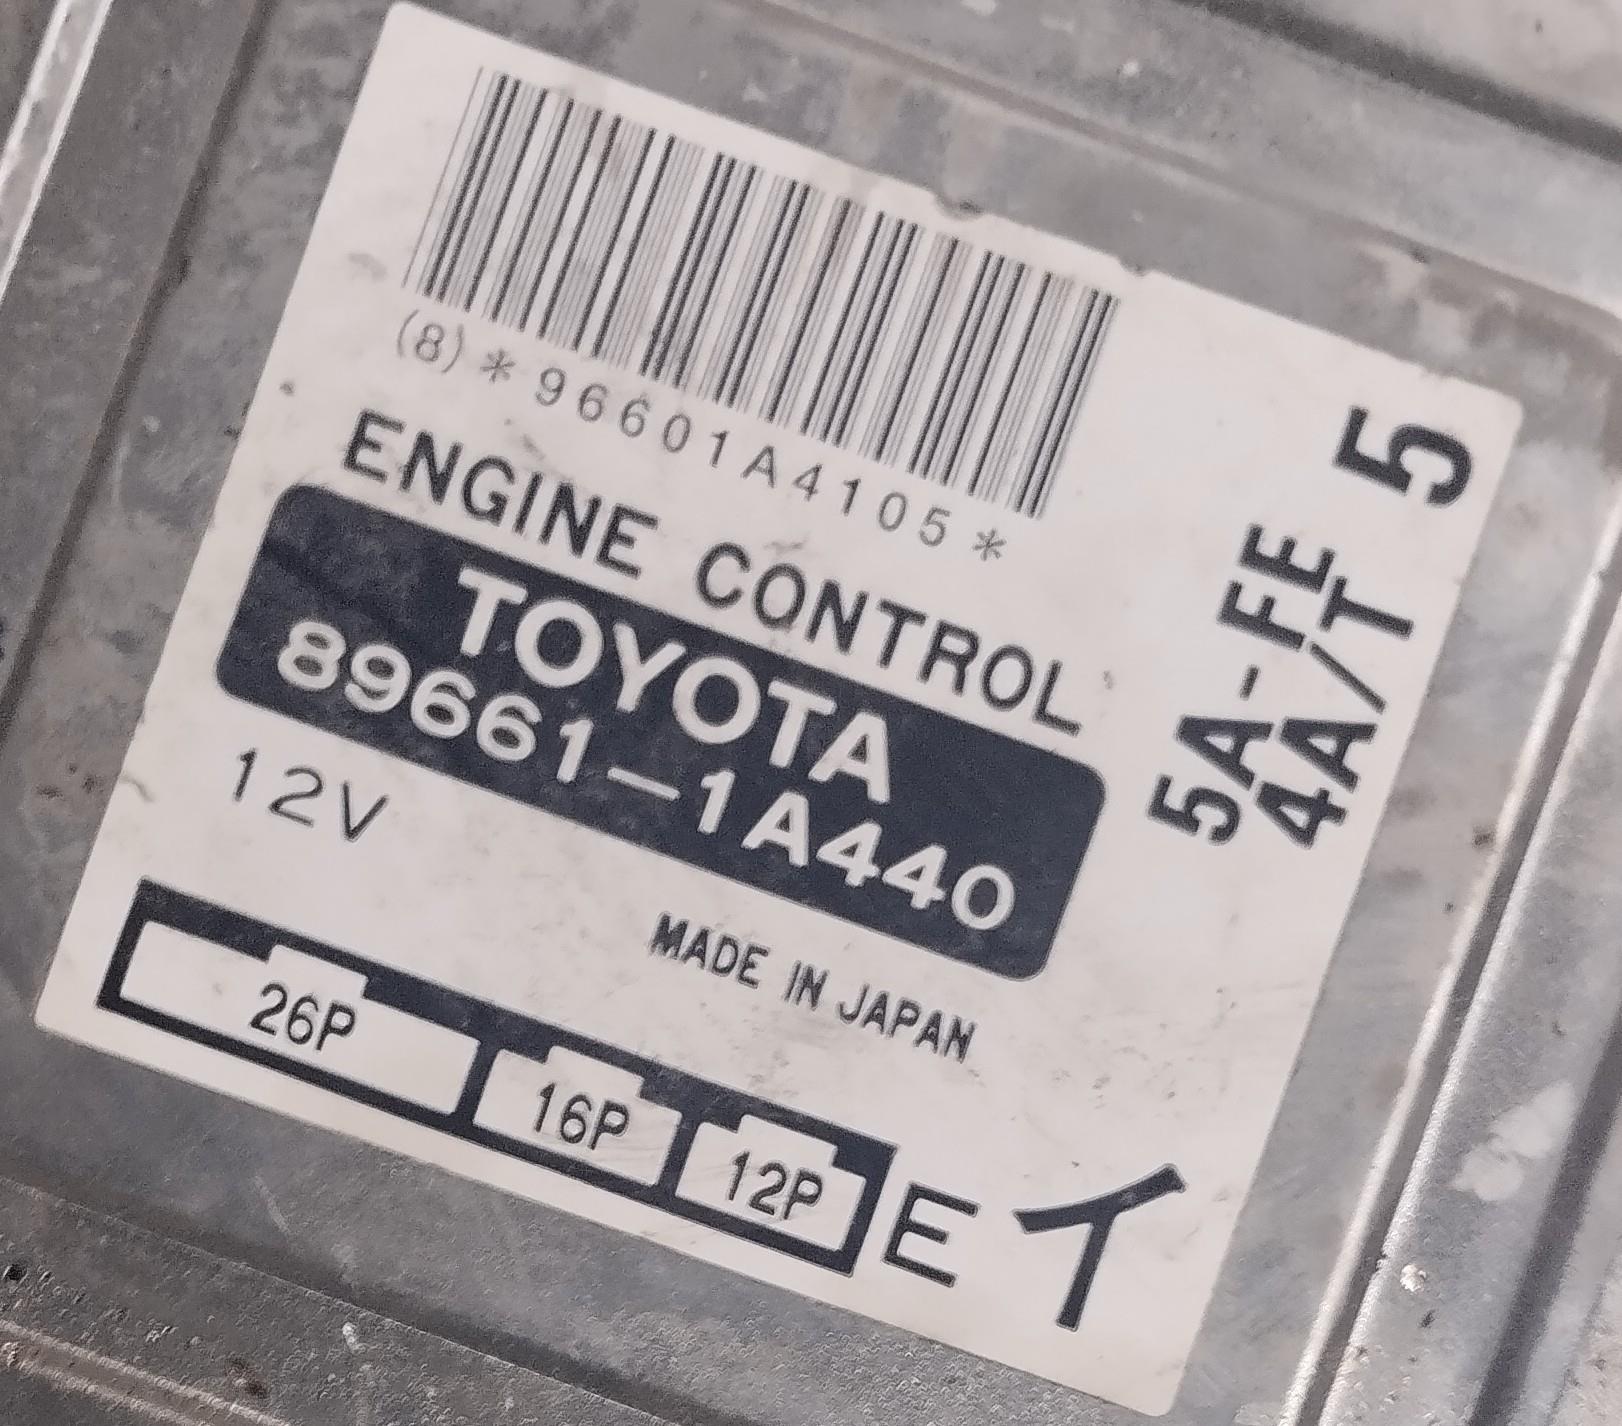 (8)*96601A4105*
ENGINE CONTROL
TOYOTA
89661-1A440
12V
MADE IN JAPAN
26P
16P
12P
E イ
5A-FE 5
4A/T